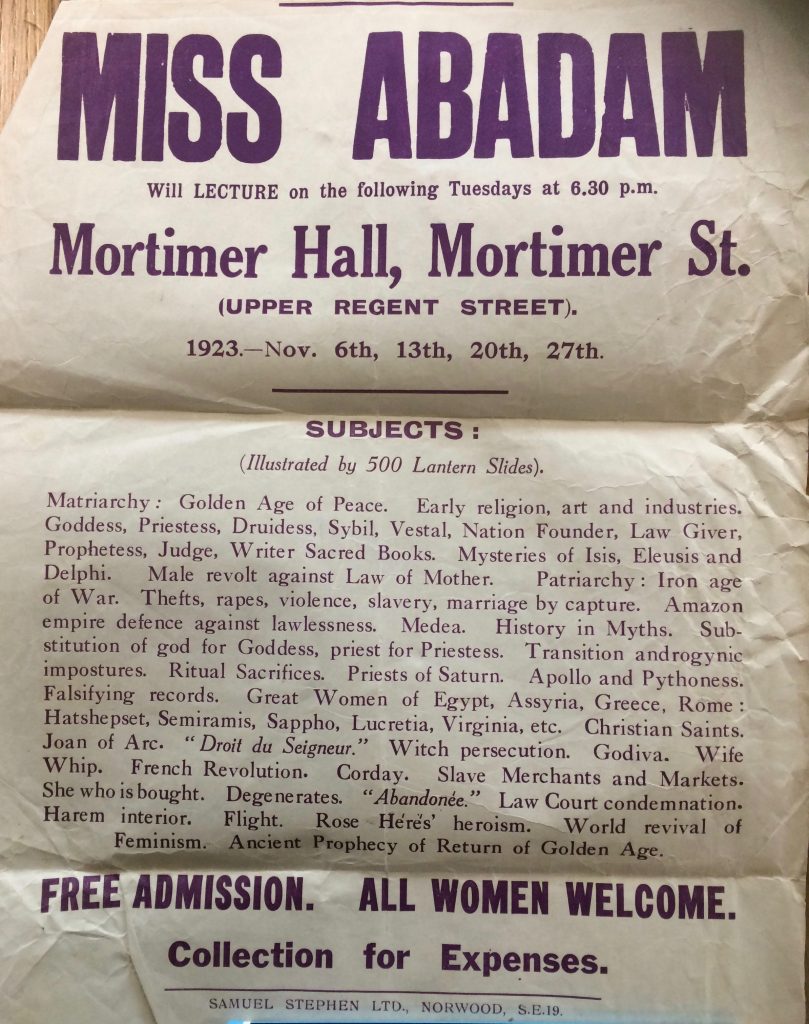 MISS ABADAM
Will LECTURE on the following Tuesdays at 6.30 p.m.
Mortimer Hall, Mortimer St.
(UPPER REGENT STREET).
1923.—Nov. 6th, 13th, 20th, 27th.
SUBJECTS :
(Illustrated by 500 Lantern Slides).
Matriarchy : Golden Age of Peace. Early religion, art and industries.
Goddess, Priestess, Druidess, Sybil, Vestal, Nation Founder, Law Giver,
Prophetess, Judge, Writer Sacred Books. Mysteries of Isis, Eleusis and
Delphi. Male revolt against Law of Mother. Patriarchy : Iron age
of War. Thefts, rapes, violence, slavery, marriage by capture. Amazon
empire defence against lawlessness. Medea. History in Myths. Sub-
stitution of god for Goddess, priest for Priestess. Transition androgynic
impostures. Ritual Sacrifices. Priests of Saturn. Apollo and Pythoness.
Falsifying records. Great Women of Egypt, Assyria, Greece, Rome :
Hatshepset, Semiramis, Sappho, Lucretia, Virginia, etc. Christian Saints.
Joan of Arc. "Droit du Seigneur." Witch persecution. Godiva. Wife
Whip. French Revolution. Corday. Slave Merchants and Markets.
She who is bought. Degenerates. "Abandonée." Law Court condemnation.
Harem interior. Flight. Rose Hérès' heroism. World revival of
Feminism. Ancient Prophecy of Return of Golden Age.
FREE ADMISSION. ALL WOMEN WELCOME.
Collection for Expenses.
SAMUEL STEPHEN LTD., NORWOOD, S.E.19.